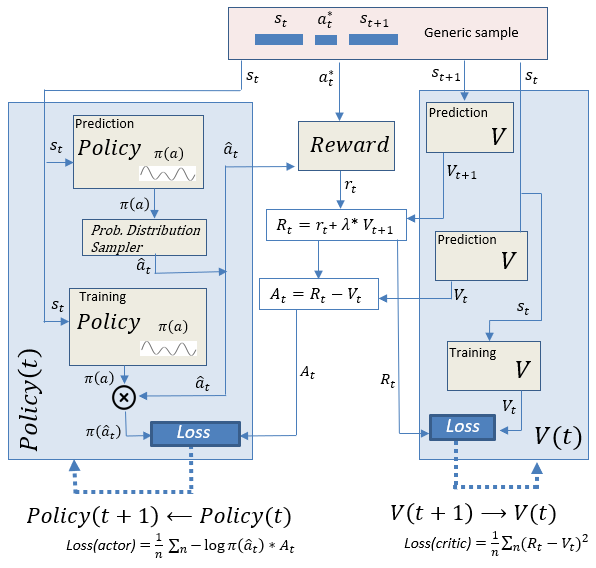 s_t a_t^* s_{t+1}
Generic sample
s_t a_t^* s_{t+1} s_t
Prediction
Policy
π(a)
s_t
â_t
Reward
Prediction
V
π(a)
r_t
V_{t+1}
Prob. Distribution
Sampler
R_t = r_t + λ* V_{t+1}
â_t
Prediction
V
A_t = R_t − V_t
V_t
Training
Policy
π(a)
s_t
s_t
Training
V
π(a)
â_t
A_t
R_t
V_t
π(â_t)
Loss
Loss
Policy(t)
V(t)
Policy(t + 1) ⟵ Policy(t)
Loss(actor) = 1/n ∑_n − log π(â_t) * A_t
V(t + 1) ⟶ V(t)
Loss(critic) = 1/n ∑_n (R_t − V_t)^2